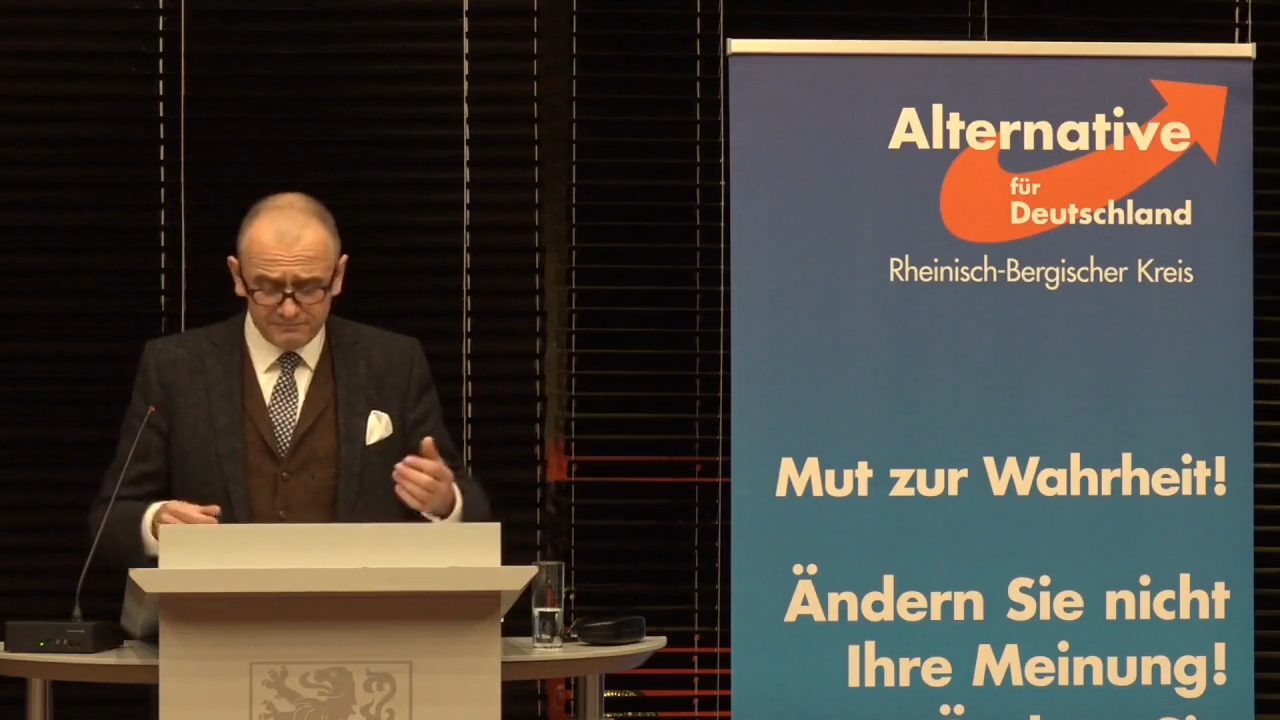 Alternative
für
Deutschland
Rheinisch-Bergischer Kreis
Mut zur Wahrheit!
Ändern Sie nicht
Ihre Meinung!